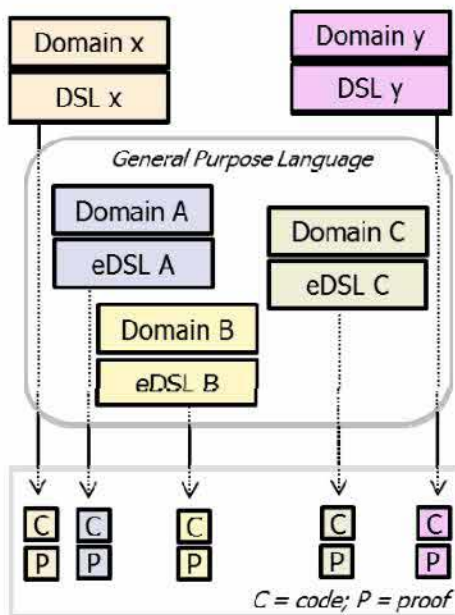 Domain x
DSL x
Domain y
DSL y
General Purpose Language
Domain A
eDSL A
Domain C
eDSL C
Domain B
eDSL B
C C C C C
P P P P P
C = code; P = proof